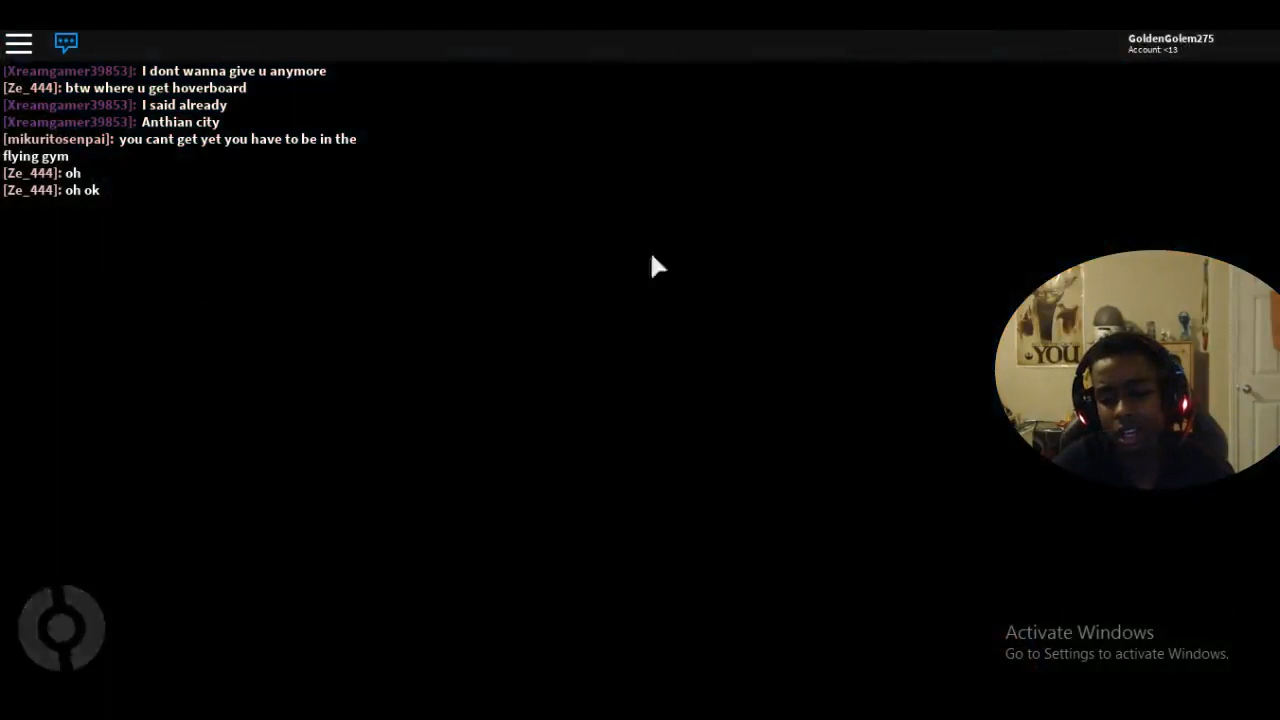 GoldenGolem275
Account: <13
[Xreamgamer39853]: I dont wanna give u anymore
[Ze_444]: btw where u get hoverboard
[Xreamgamer39853]: I said already
[Xreamgamer39853]: Anthian city
[mikuritosenpai]: you cant get yet you have to be in the
flying gym
[Ze_444]: oh
[Ze_444]: oh ok
YOU
Activate Windows
Go to Settings to activate Windows.